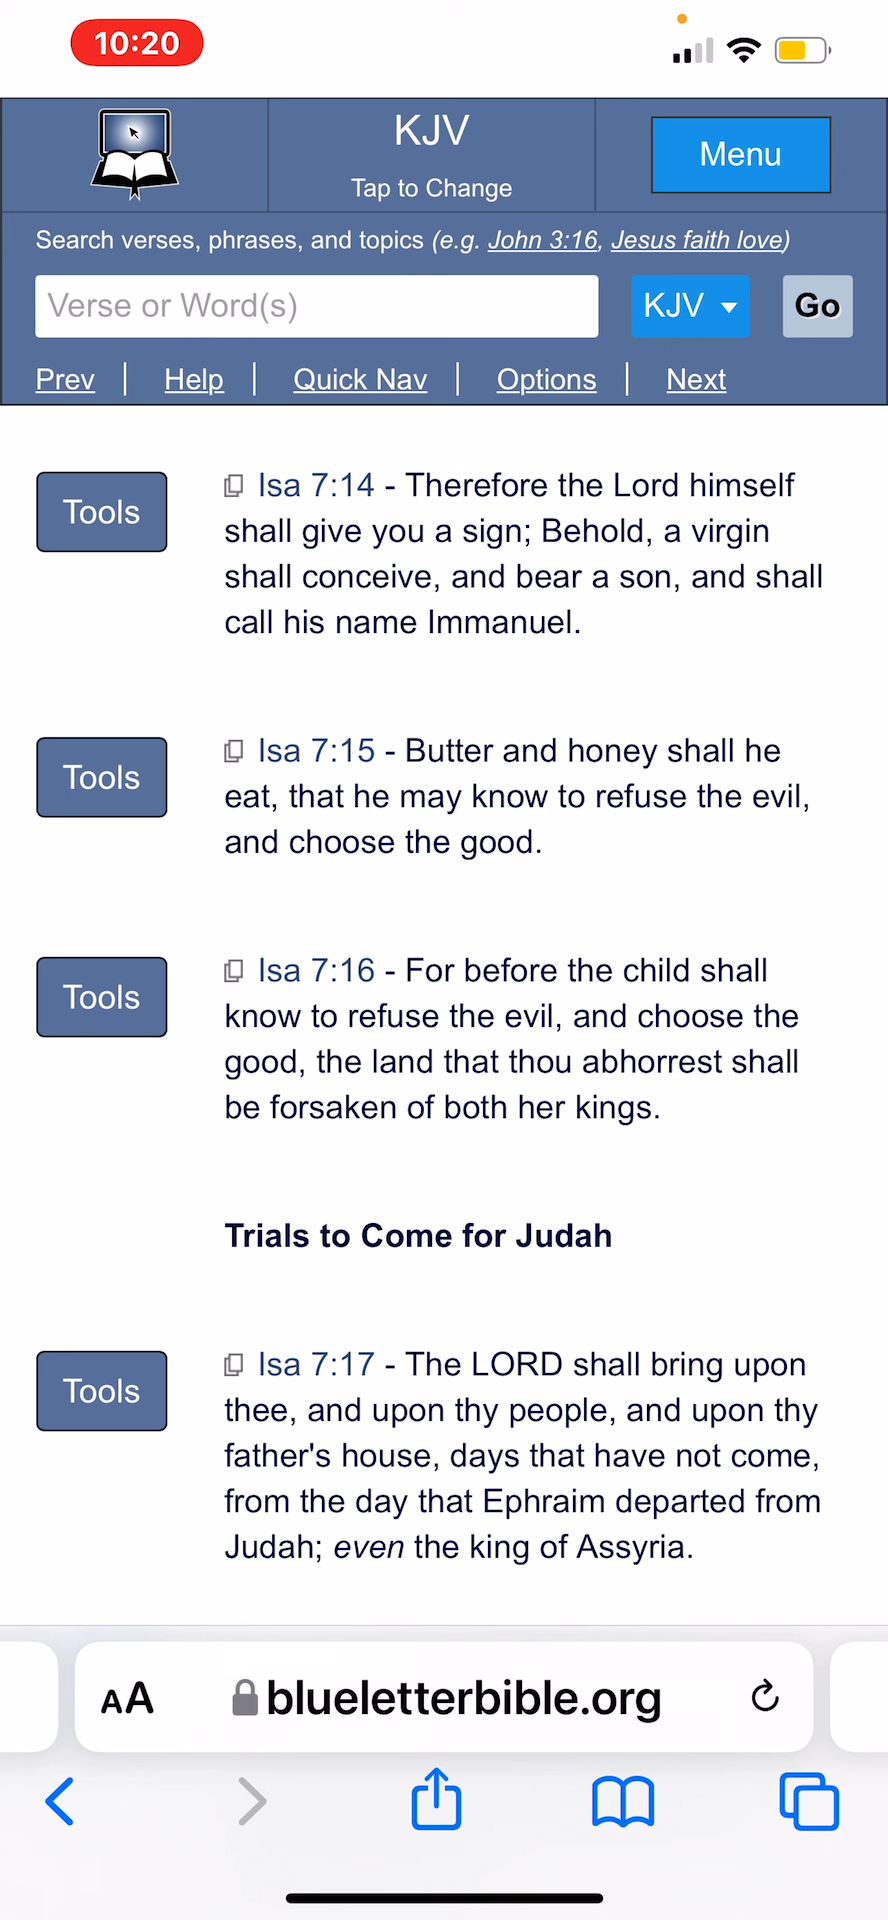 10:20
KJV
Tap to Change
Menu
Search verses, phrases, and topics (e.g. John 3:16, Jesus faith love)
Verse or Word(s)
KJV
Go
Prev | Help | Quick Nav | Options | Next
Tools
Isa 7:14 - Therefore the Lord himself
shall give you a sign; Behold, a virgin
shall conceive, and bear a son, and shall
call his name Immanuel.
Tools
Isa 7:15 - Butter and honey shall he
eat, that he may know to refuse the evil,
and choose the good.
Tools
Isa 7:16 - For before the child shall
know to refuse the evil, and choose the
good, the land that thou abhorrest shall
be forsaken of both her kings.
Trials to Come for Judah
Tools
Isa 7:17 - The LORD shall bring upon
thee, and upon thy people, and upon thy
father's house, days that have not come,
from the day that Ephraim departed from
Judah; even the king of Assyria.
AA
blueletterbible.org